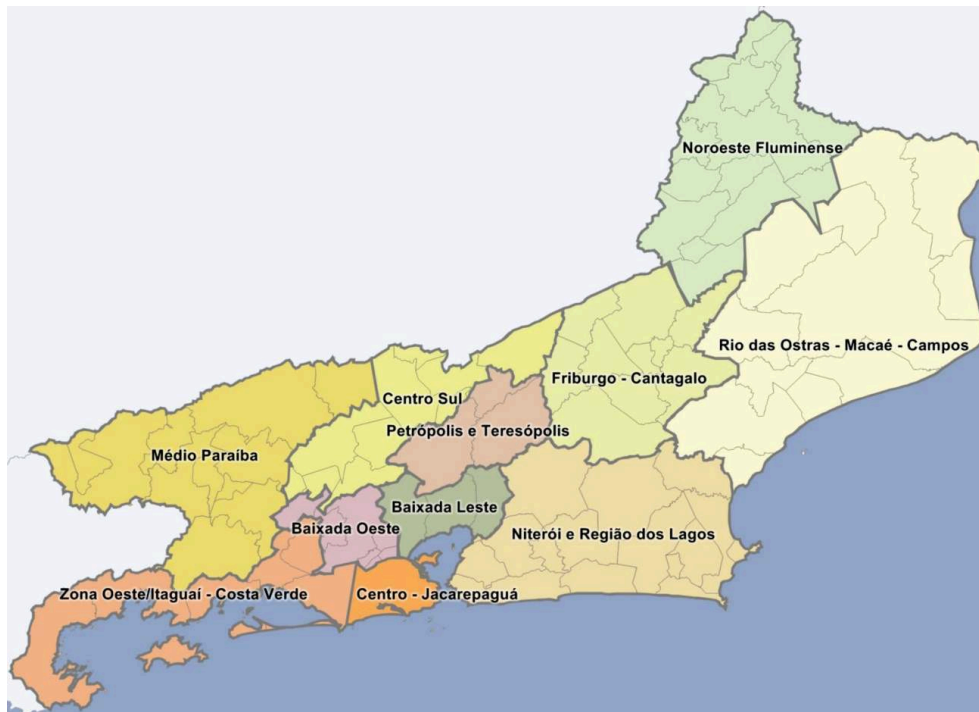 Noroeste Fluminense
Rio das Ostras - Macaé - Campos
Friburgo - Cantagalo
Centro Sul
Petrópolis e Teresópolis
Médio Paraíba
Baixada Leste
Baixada Oeste
Niterói e Região dos Lagos
Zona Oeste/Itaguaí - Costa Verde
Centro - Jacarepaguá